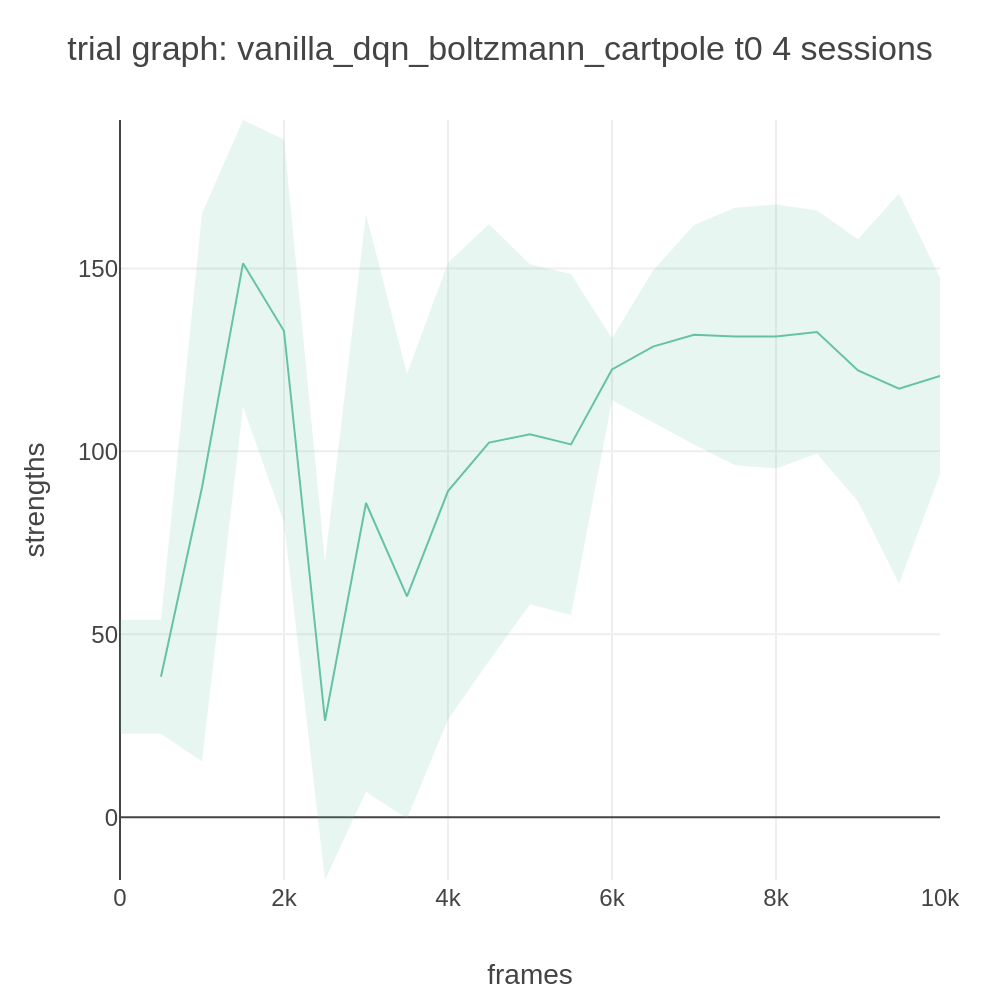 trial graph: vanilla_dqn_boltzmann_cartpole t0 4 sessions
150
100
50
0
strengths
0 2k 4k 6k 8k 10k
frames